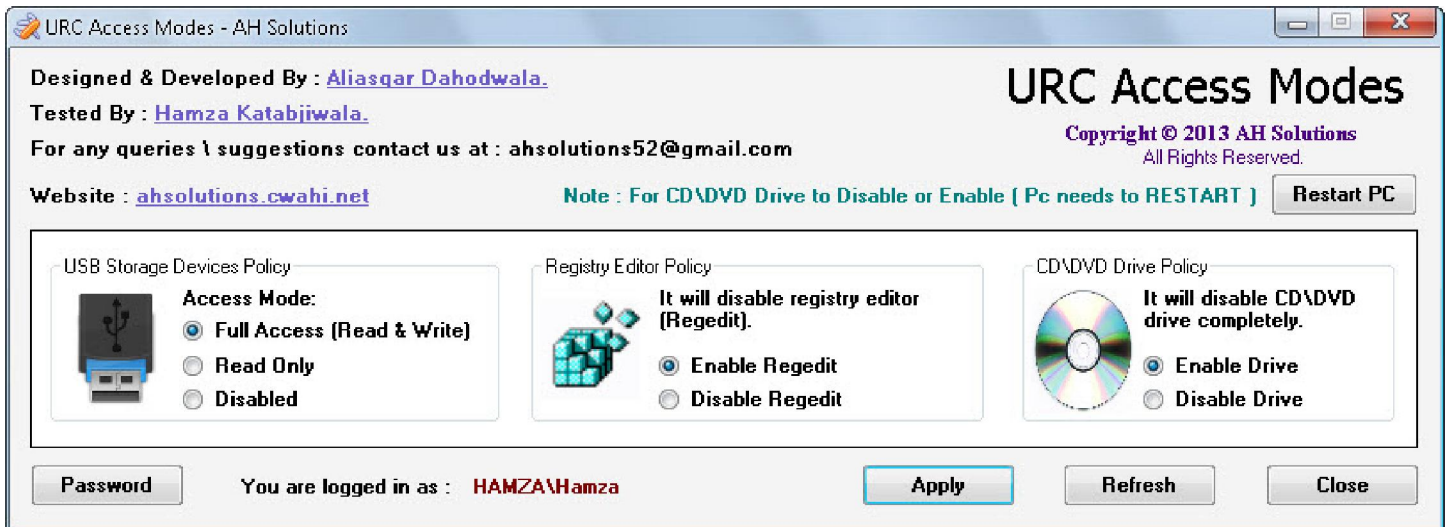 URC Access Modes - AH Solutions
Designed & Developed By : Aliasgar Dahodwala.
Tested By : Hamza Katabjiwala.
For any queries \ suggestions contact us at : ahsolutions52@gmail.com
URC Access Modes
Copyright © 2013 AH Solutions
All Rights Reserved.
Website : ahsolutions.cwahi.net
Note : For CD\DVD Drive to Disable or Enable ( Pc needs to RESTART )
Restart PC
USB Storage Devices Policy
Access Mode:
Full Access (Read & Write)
Read Only
Disabled
Registry Editor Policy
It will disable registry editor
(Regedit).
Enable Regedit
Disable Regedit
CD\DVD Drive Policy
It will disable CD\DVD
drive completely.
Enable Drive
Disable Drive
Password
You are logged in as : HAMZA\Hamza
Apply
Refresh
Close